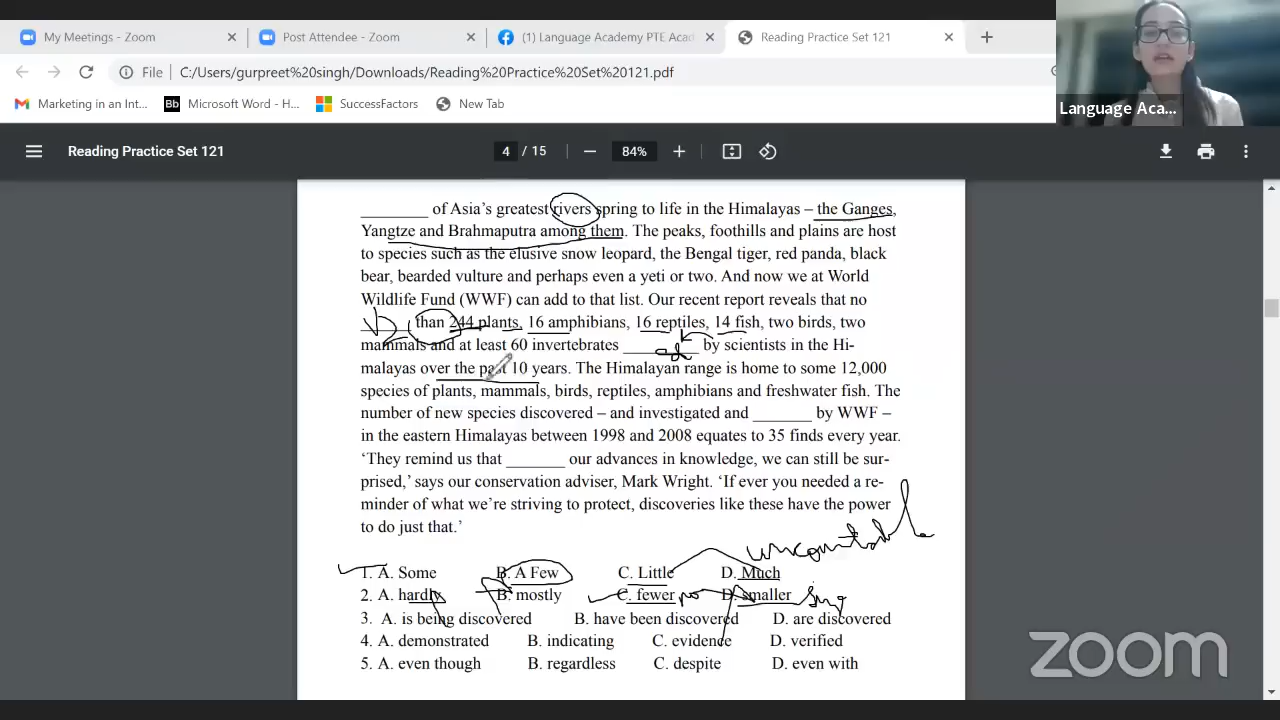 My Meetings - Zoom
Post Attendee - Zoom
(1) Language Academy PTE Acad
Reading Practice Set 121
File
C:/Users/gurpreet%20singh/Downloads/Reading%20Practice%20Set%20121.pdf
Marketing in an Int...
Bb Microsoft Word - H...
SuccessFactors
New Tab
Language Aca...
Reading Practice Set 121
4 / 15
84%
________ of Asia's greatest rivers spring to life in the Himalayas – the Ganges,
Yangtze and Brahmaputra among them. The peaks, foothills and plains are host
to species such as the elusive snow leopard, the Bengal tiger, red panda, black
bear, bearded vulture and perhaps even a yeti or two. And now we at World
Wildlife Fund (WWF) can add to that list. Our recent report reveals that no
than 244 plants, 16 amphibians, 16 reptiles, 14 fish, two birds, two
mammals and at least 60 invertebrates ________ by scientists in the Hi-
malayas over the past 10 years. The Himalayan range is home to some 12,000
species of plants, mammals, birds, reptiles, amphibians and freshwater fish. The
number of new species discovered – and investigated and _______ by WWF –
in the eastern Himalayas between 1998 and 2008 equates to 35 finds every year.
‘They remind us that _______ our advances in knowledge, we can still be sur-
prised,’ says our conservation adviser, Mark Wright. ‘If ever you needed a re-
minder of what we're striving to protect, discoveries like these have the power
to do just that.’
uncountable
1. A. Some B. A Few C. Little D. Much
2. A. hardly B. mostly C. fewer D. smaller
3. A. is being discovered B. have been discovered D. are discovered
4. A. demonstrated B. indicating C. evidence D. verified
5. A. even though B. regardless C. despite D. even with
zoom